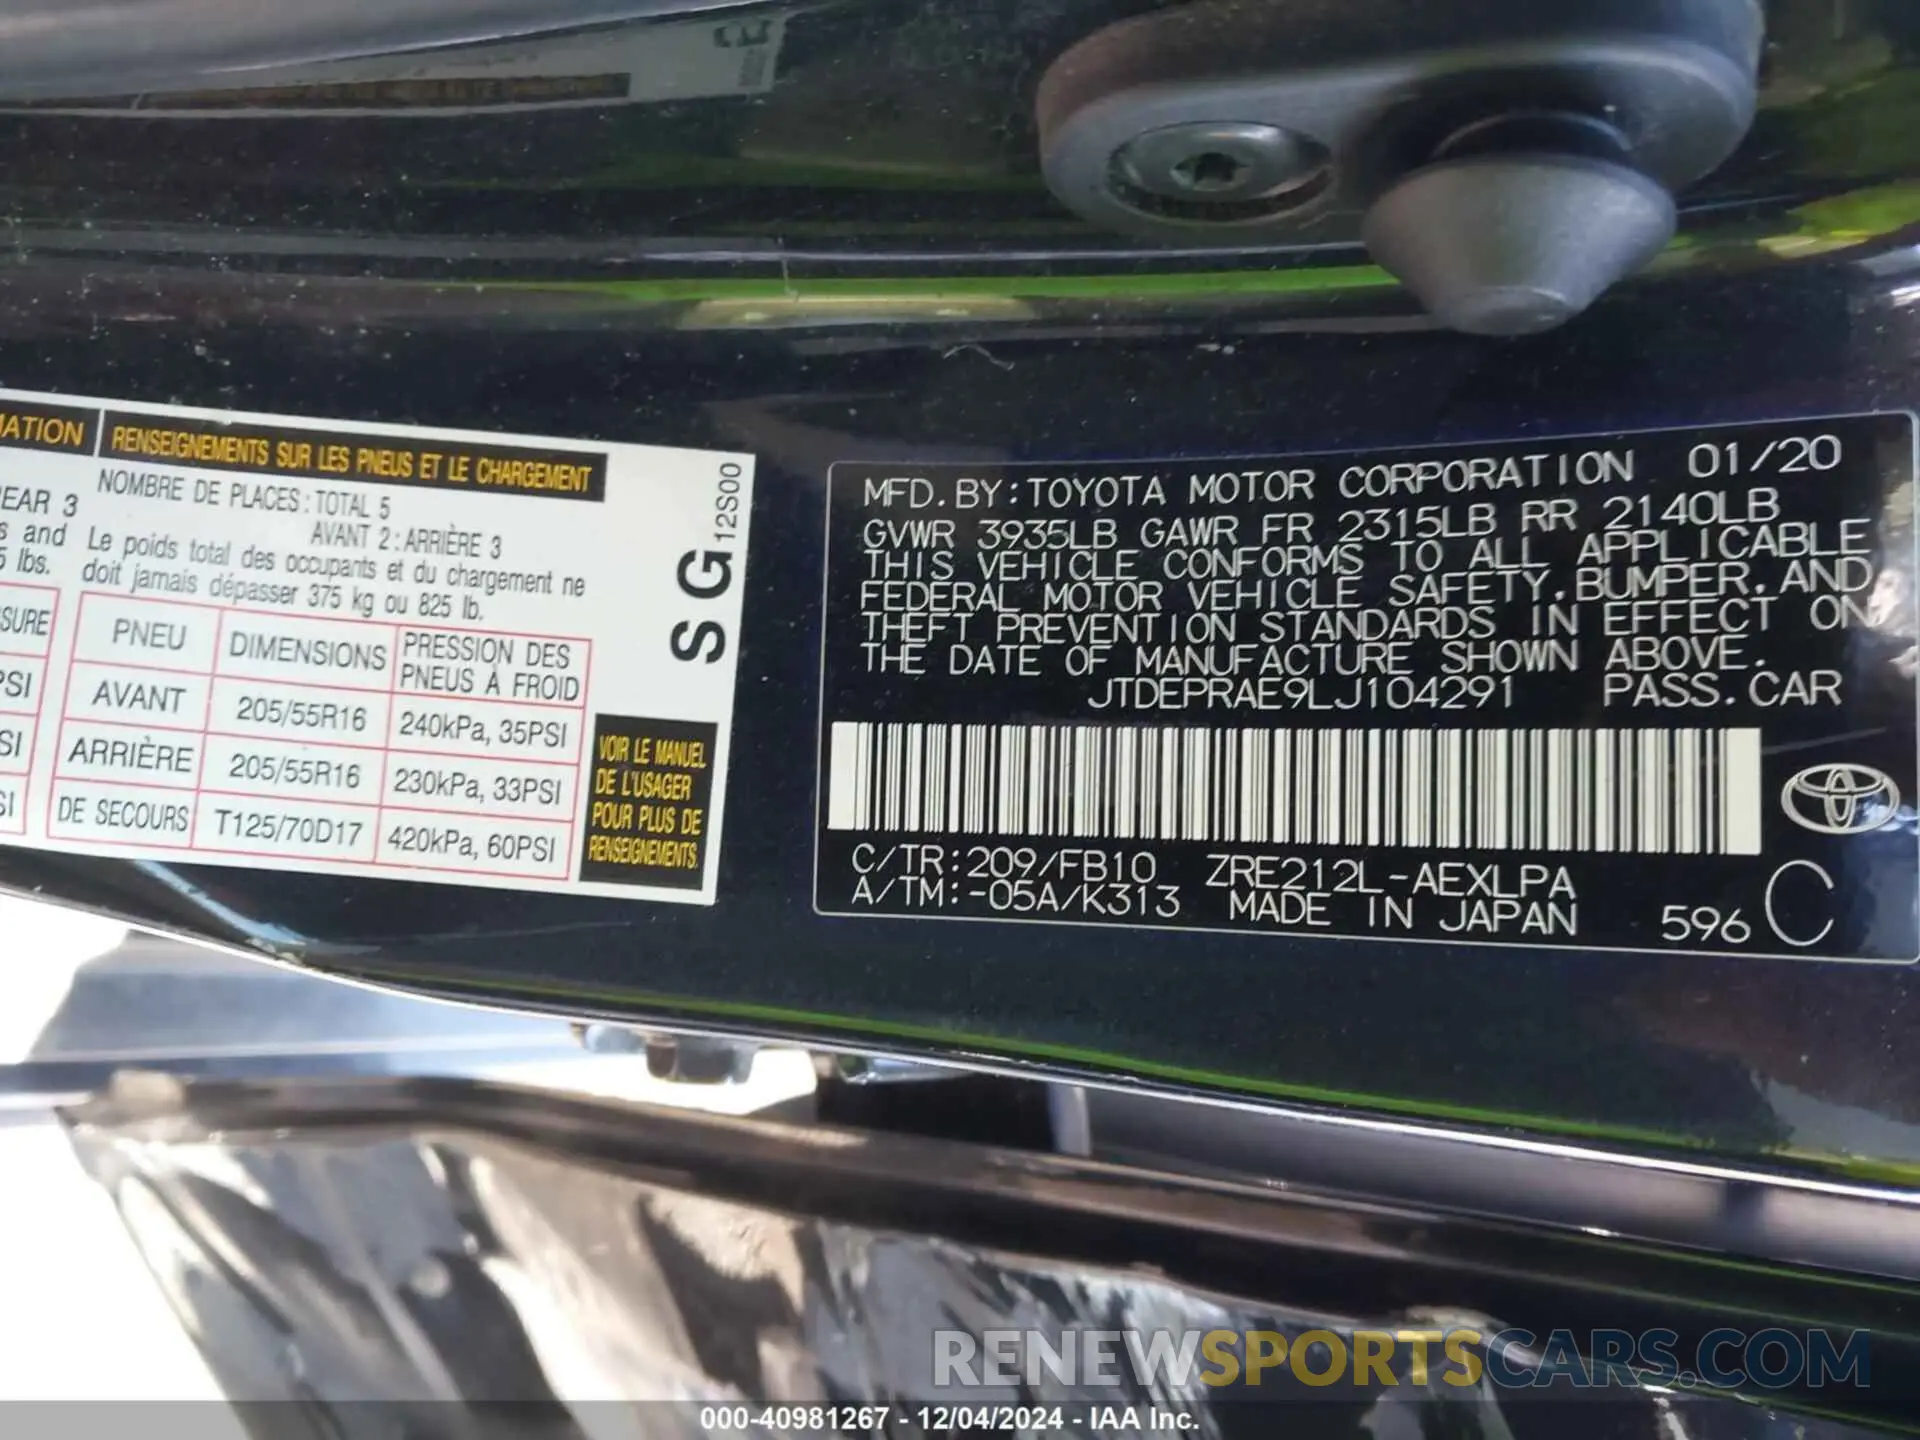 MATION
RENSEIGNEMENTS SUR LES PNEUS ET LE CHARGEMENT
REAR 3
NOMBRE DE PLACES: TOTAL 5
AVANT 2: ARRIÈRE 3
and
lbs.
Le poids total des occupants et du chargement ne
doit jamais dépasser 375 kg ou 825 lb.
PNEU DIMENSIONS PRESSION DES
PNEUS À FROID
AVANT 205/55R16 240kPa, 35PSI
ARRIÈRE 205/55R16 230kPa, 33PSI
DE SECOURS T125/70D17 420kPa, 60PSI
VOIR LE MANUEL
DE L'USAGER
POUR PLUS DE
RENSEIGNEMENTS.
S G 12S00
MFD. BY: TOYOTA MOTOR CORPORATION 01/20
GVWR 3935LB GAWR FR 2315LB RR 2140LB
THIS VEHICLE CONFORMS TO ALL APPLICABLE
FEDERAL MOTOR VEHICLE SAFETY, BUMPER, AND
THEFT PREVENTION STANDARDS IN EFFECT ON
THE DATE OF MANUFACTURE SHOWN ABOVE.
JTDEPRAE9LJ104291 PASS. CAR
C/TR: 209/FB10 ZRE212L-AEXLPA
A/TM: -05A/K313 MADE IN JAPAN 596 C
RENEWSPORTSCARS.COM
000-40981267 - 12/04/2024 - IAA Inc.